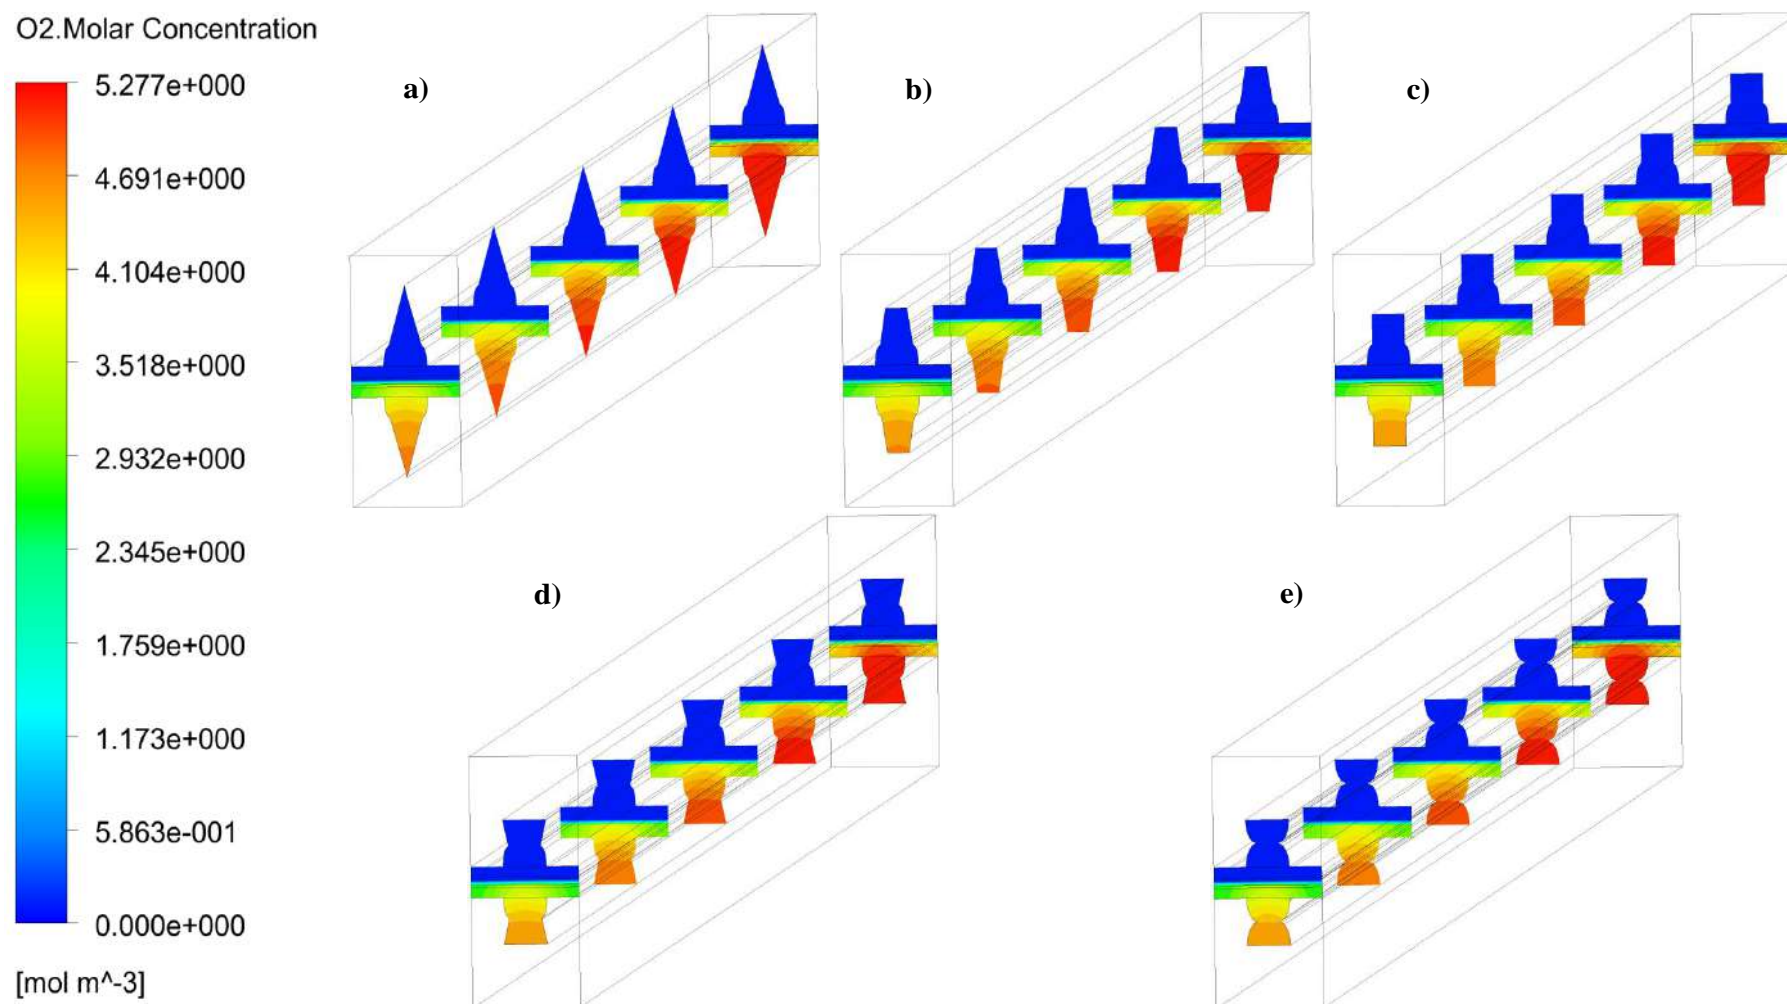 O2.Molar Concentration
5.277e+000
4.691e+000
4.104e+000
3.518e+000
2.932e+000
2.345e+000
1.759e+000
1.173e+000
5.863e-001
0.000e+000
[mol m^-3]
a)
b)
c)
d)
e)